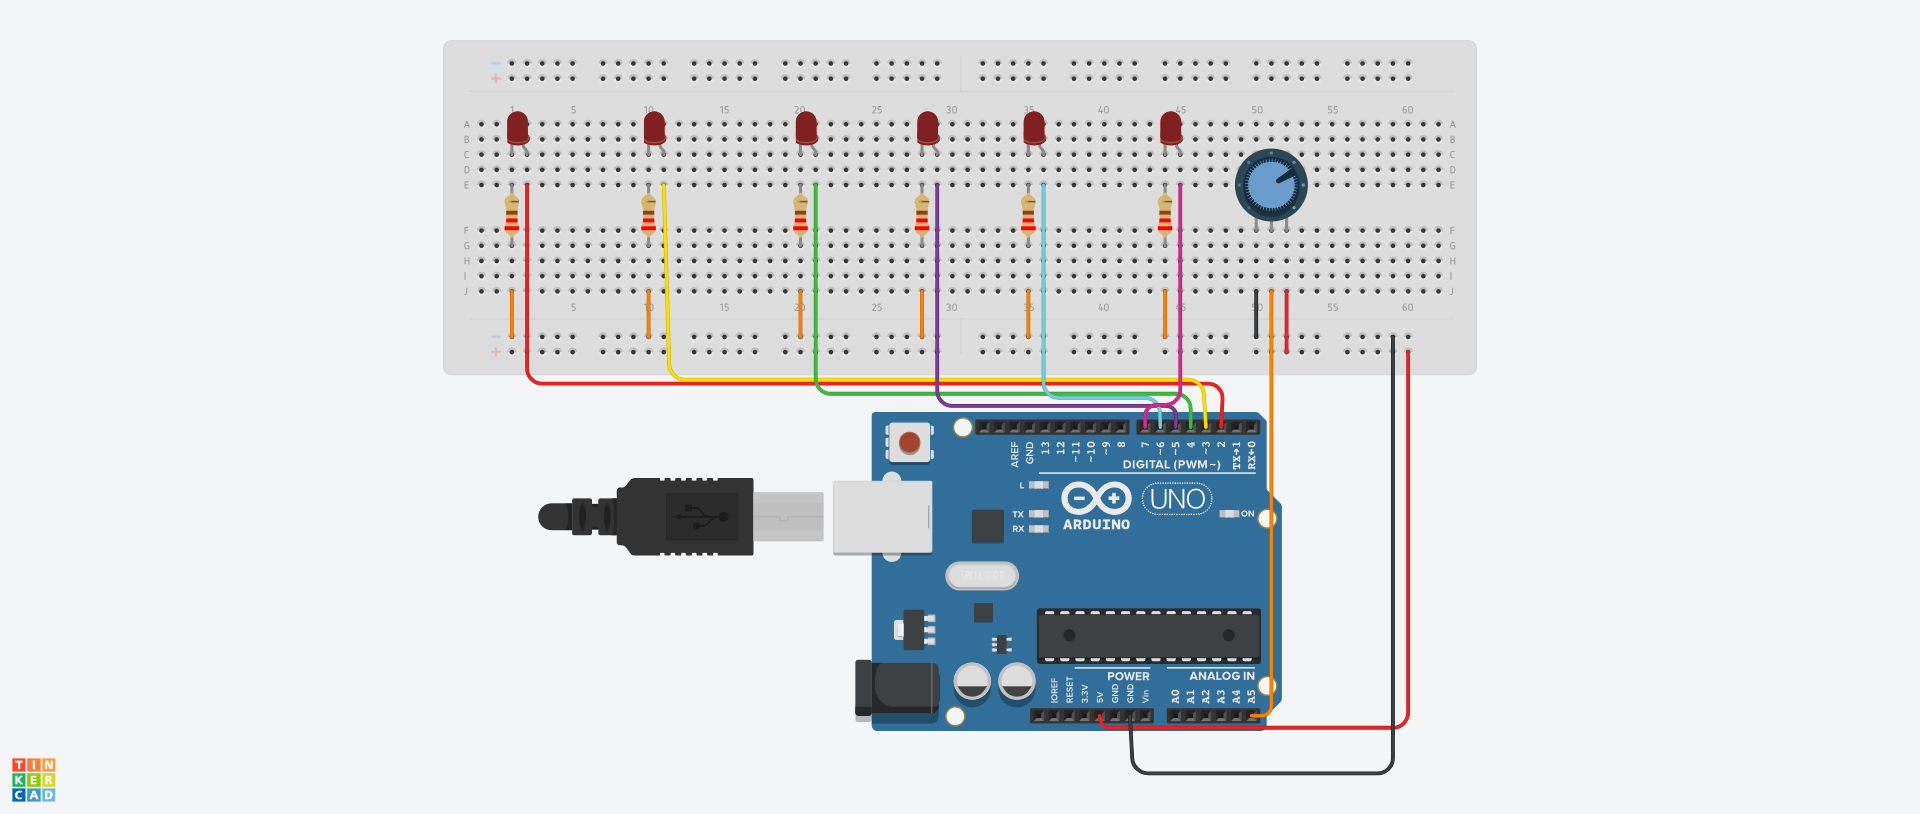 1 5 10 15 20 25 30 35 40 45 50 55 60
A A
B B
C C
D D
E E
F F
G G
H H
I I
J J
5 10 15 20 25 30 35 40 45 50 55 60
AREF GND 13 12 ~11 ~10 ~9 8 7 ~6 ~5 4 ~3 2 TX→1 RX←0
DIGITAL (PWM~)
L
TX
RX
ARDUINO
UNO
ON
POWER
ANALOG IN
IOREF RESET 3.3V 5V GND GND Vin A0 A1 A2 A3 A4 A5
TIN
KER
CAD